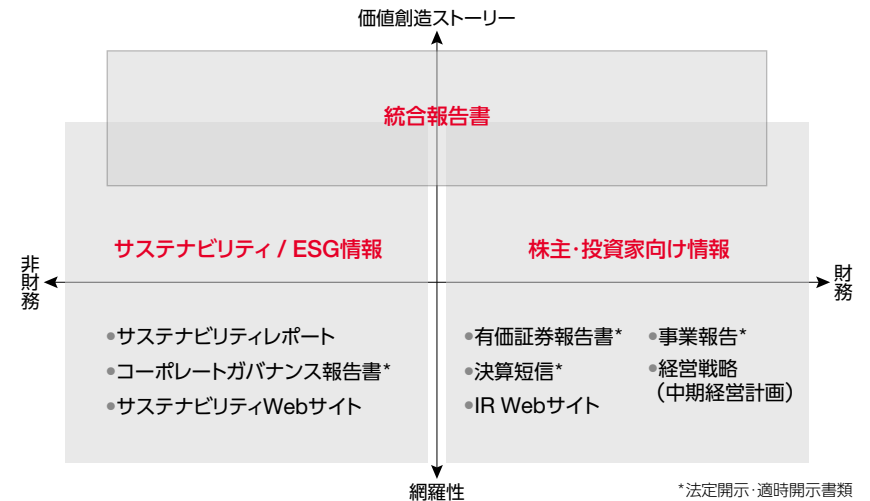 価値創造ストーリー
統合報告書
サステナビリティ / ESG情報
株主・投資家向け情報
非財務
財務
●サステナビリティレポート
●コーポレートガバナンス報告書*
●サステナビリティWebサイト
●有価証券報告書*
●決算短信*
●IR Webサイト
●事業報告*
●経営戦略
（中期経営計画）
網羅性
*法定開示・適時開示書類